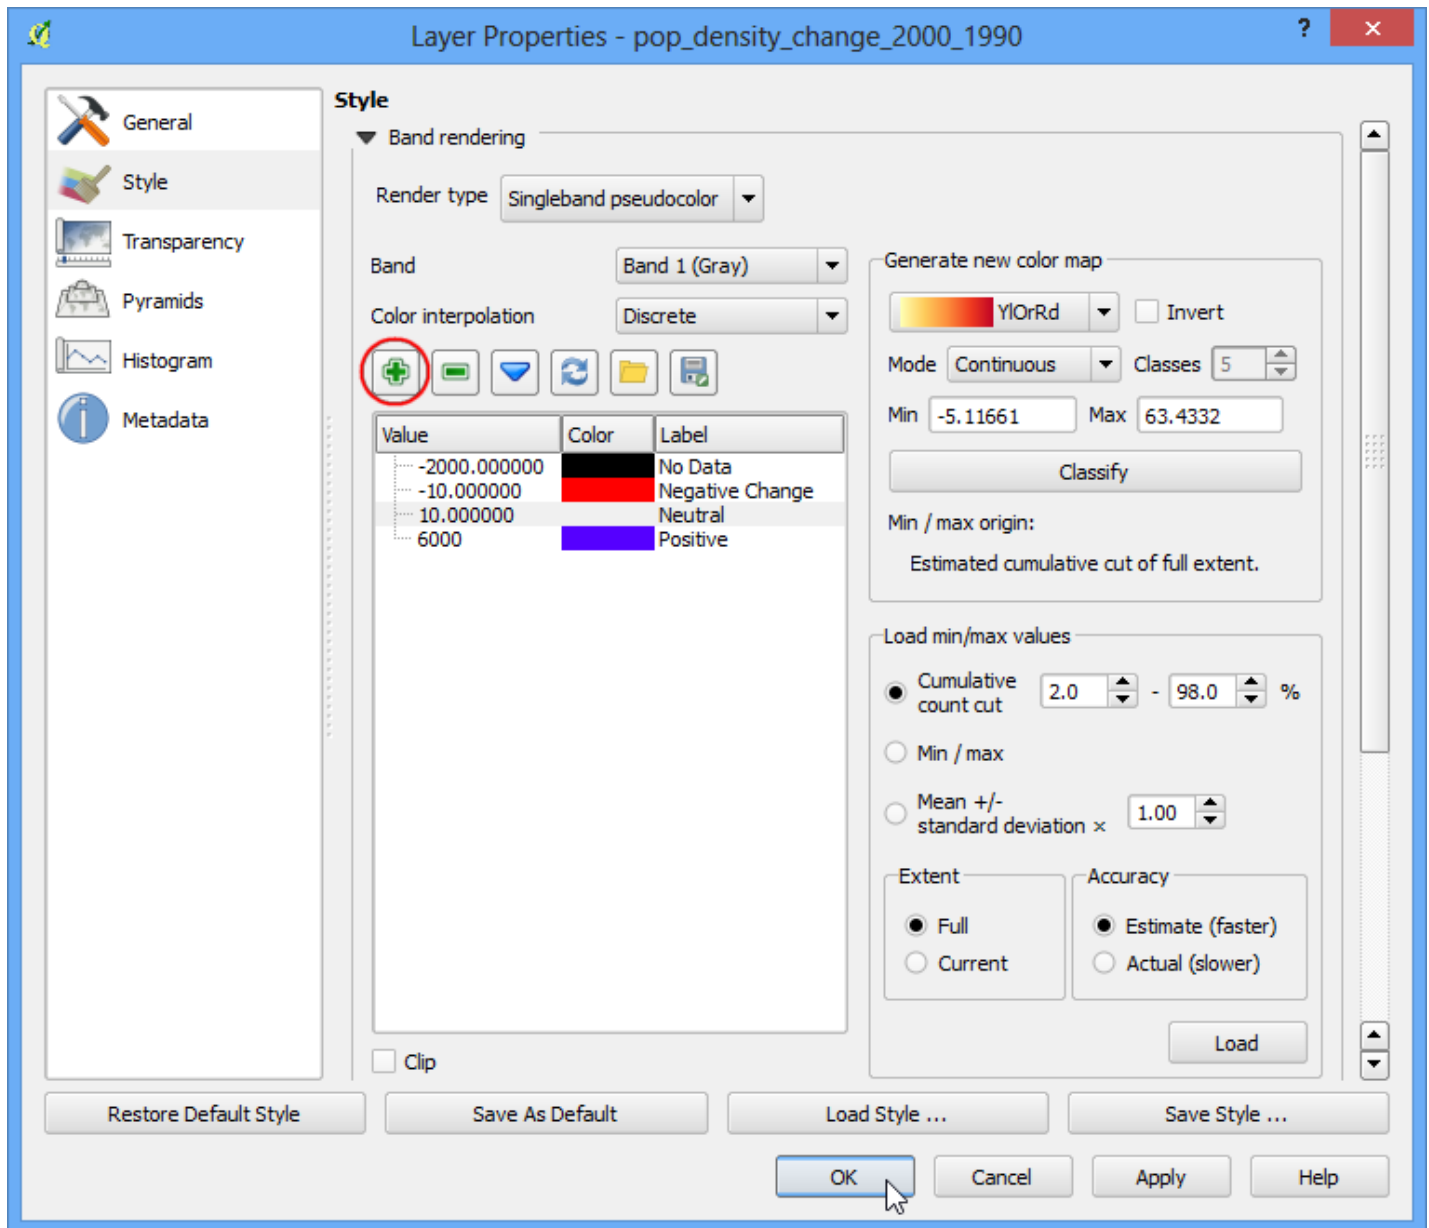 Layer Properties - pop_density_change_2000_1990
?
General
Style
Transparency
Pyramids
Histogram
Metadata
Style
Band rendering
Render type Singleband pseudocolor
Band Band 1 (Gray)
Color interpolation Discrete
Value Color Label
-2000.000000 No Data
-10.000000 Negative Change
10.000000 Neutral
6000 Positive
Clip
Generate new color map
YlOrRd Invert
Mode Continuous Classes 5
Min -5.11661 Max 63.4332
Classify
Min / max origin:
Estimated cumulative cut of full extent.
Load min/max values
Cumulative
count cut 2.0 - 98.0 %
Min / max
Mean +/-
standard deviation × 1.00
Extent
Full
Current
Accuracy
Estimate (faster)
Actual (slower)
Load
Restore Default Style Save As Default Load Style ... Save Style ...
OK Cancel Apply Help